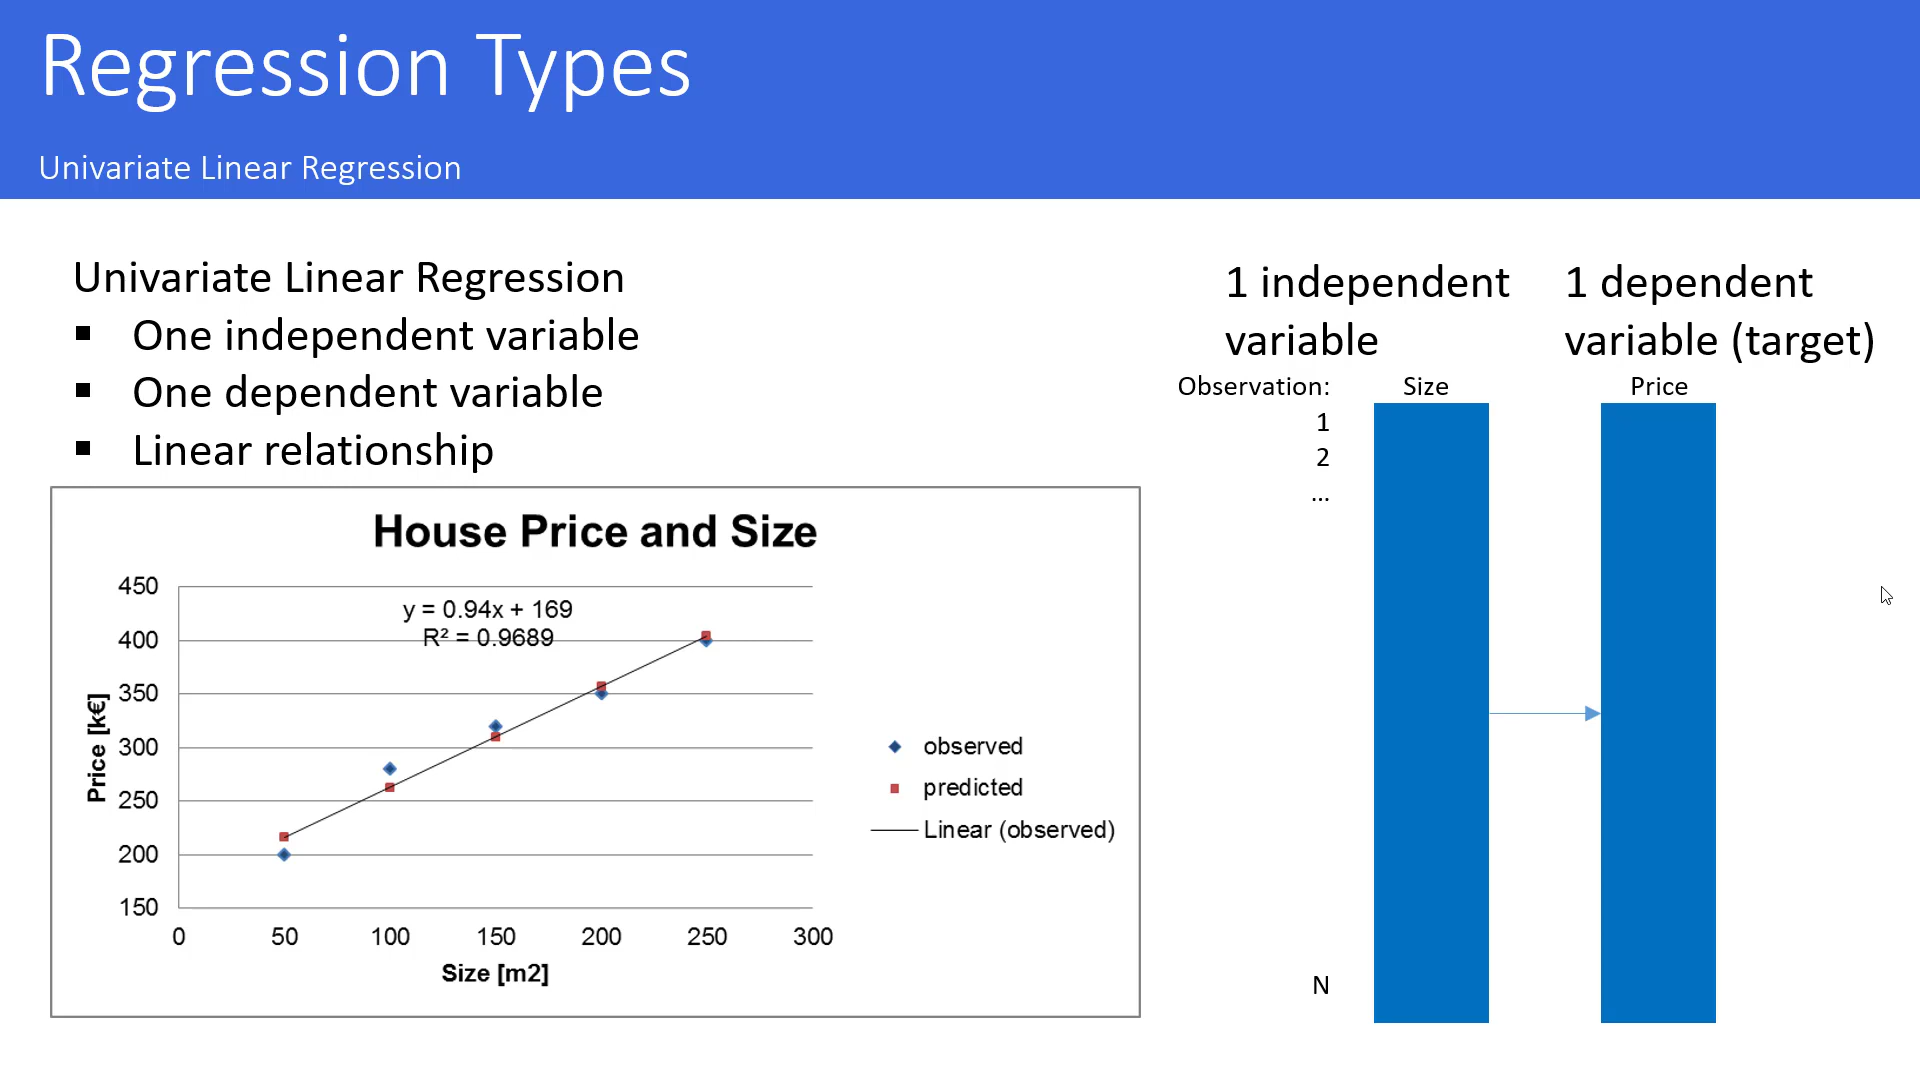 Regression Types
Univariate Linear Regression
Univariate Linear Regression
▪ One independent variable
▪ One dependent variable
▪ Linear relationship
House Price and Size
y = 0.94x + 169
R² = 0.9689
450
400
350
300
250
200
150
Price [k€]
0 50 100 150 200 250 300
Size [m2]
observed
predicted
Linear (observed)
1 independent
variable
1 dependent
variable (target)
Observation: Size Price
1
2
...
N